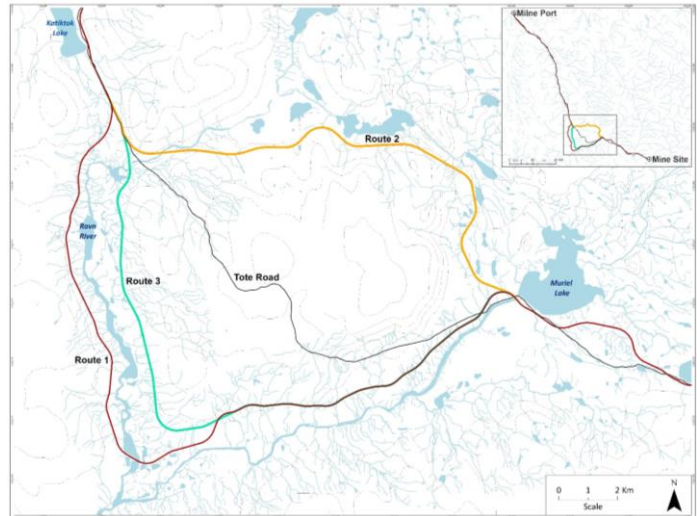 Katiktok
Lake
Milne Port
Mine Site
Route 2
Ravn
River
Tote Road
Route 3
Muriel
Lake
Route 1
0 1 2 Km
Scale
N